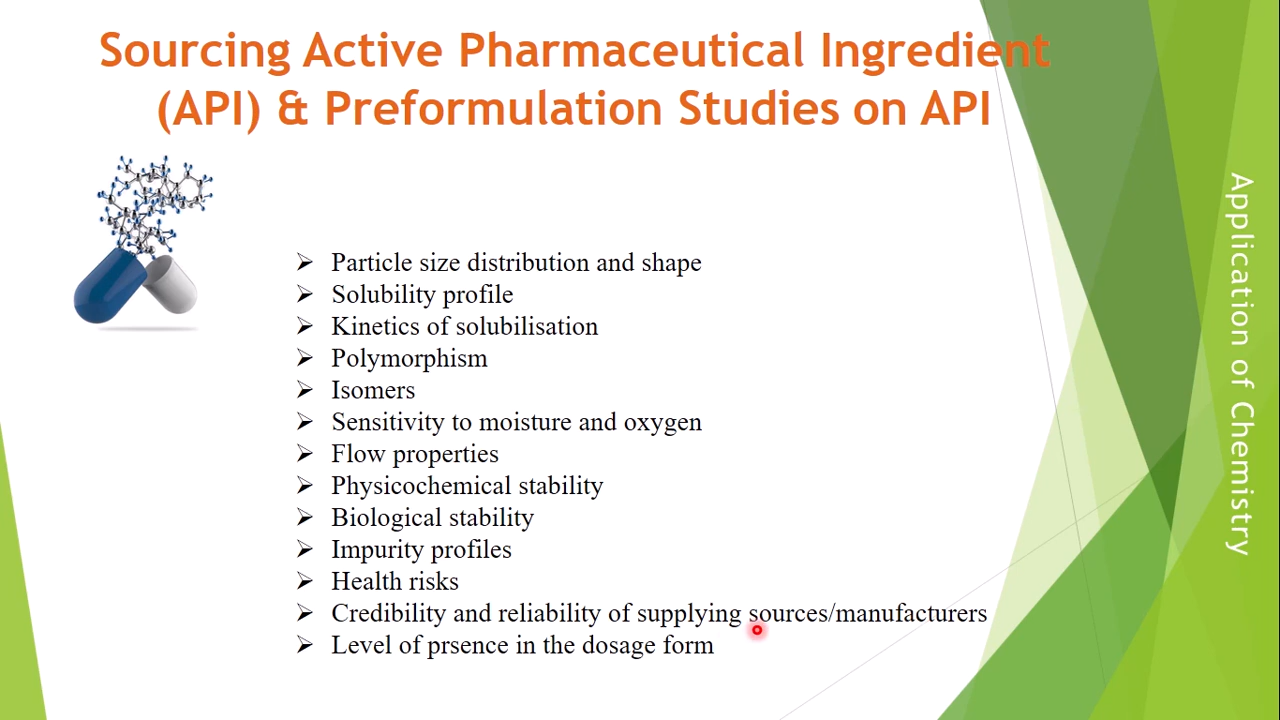 Sourcing Active Pharmaceutical Ingredient
(API) & Preformulation Studies on API
➢ Particle size distribution and shape
➢ Solubility profile
➢ Kinetics of solubilisation
➢ Polymorphism
➢ Isomers
➢ Sensitivity to moisture and oxygen
➢ Flow properties
➢ Physicochemical stability
➢ Biological stability
➢ Impurity profiles
➢ Health risks
➢ Credibility and reliability of supplying sources/manufacturers
➢ Level of prsence in the dosage form
Application of Chemistry